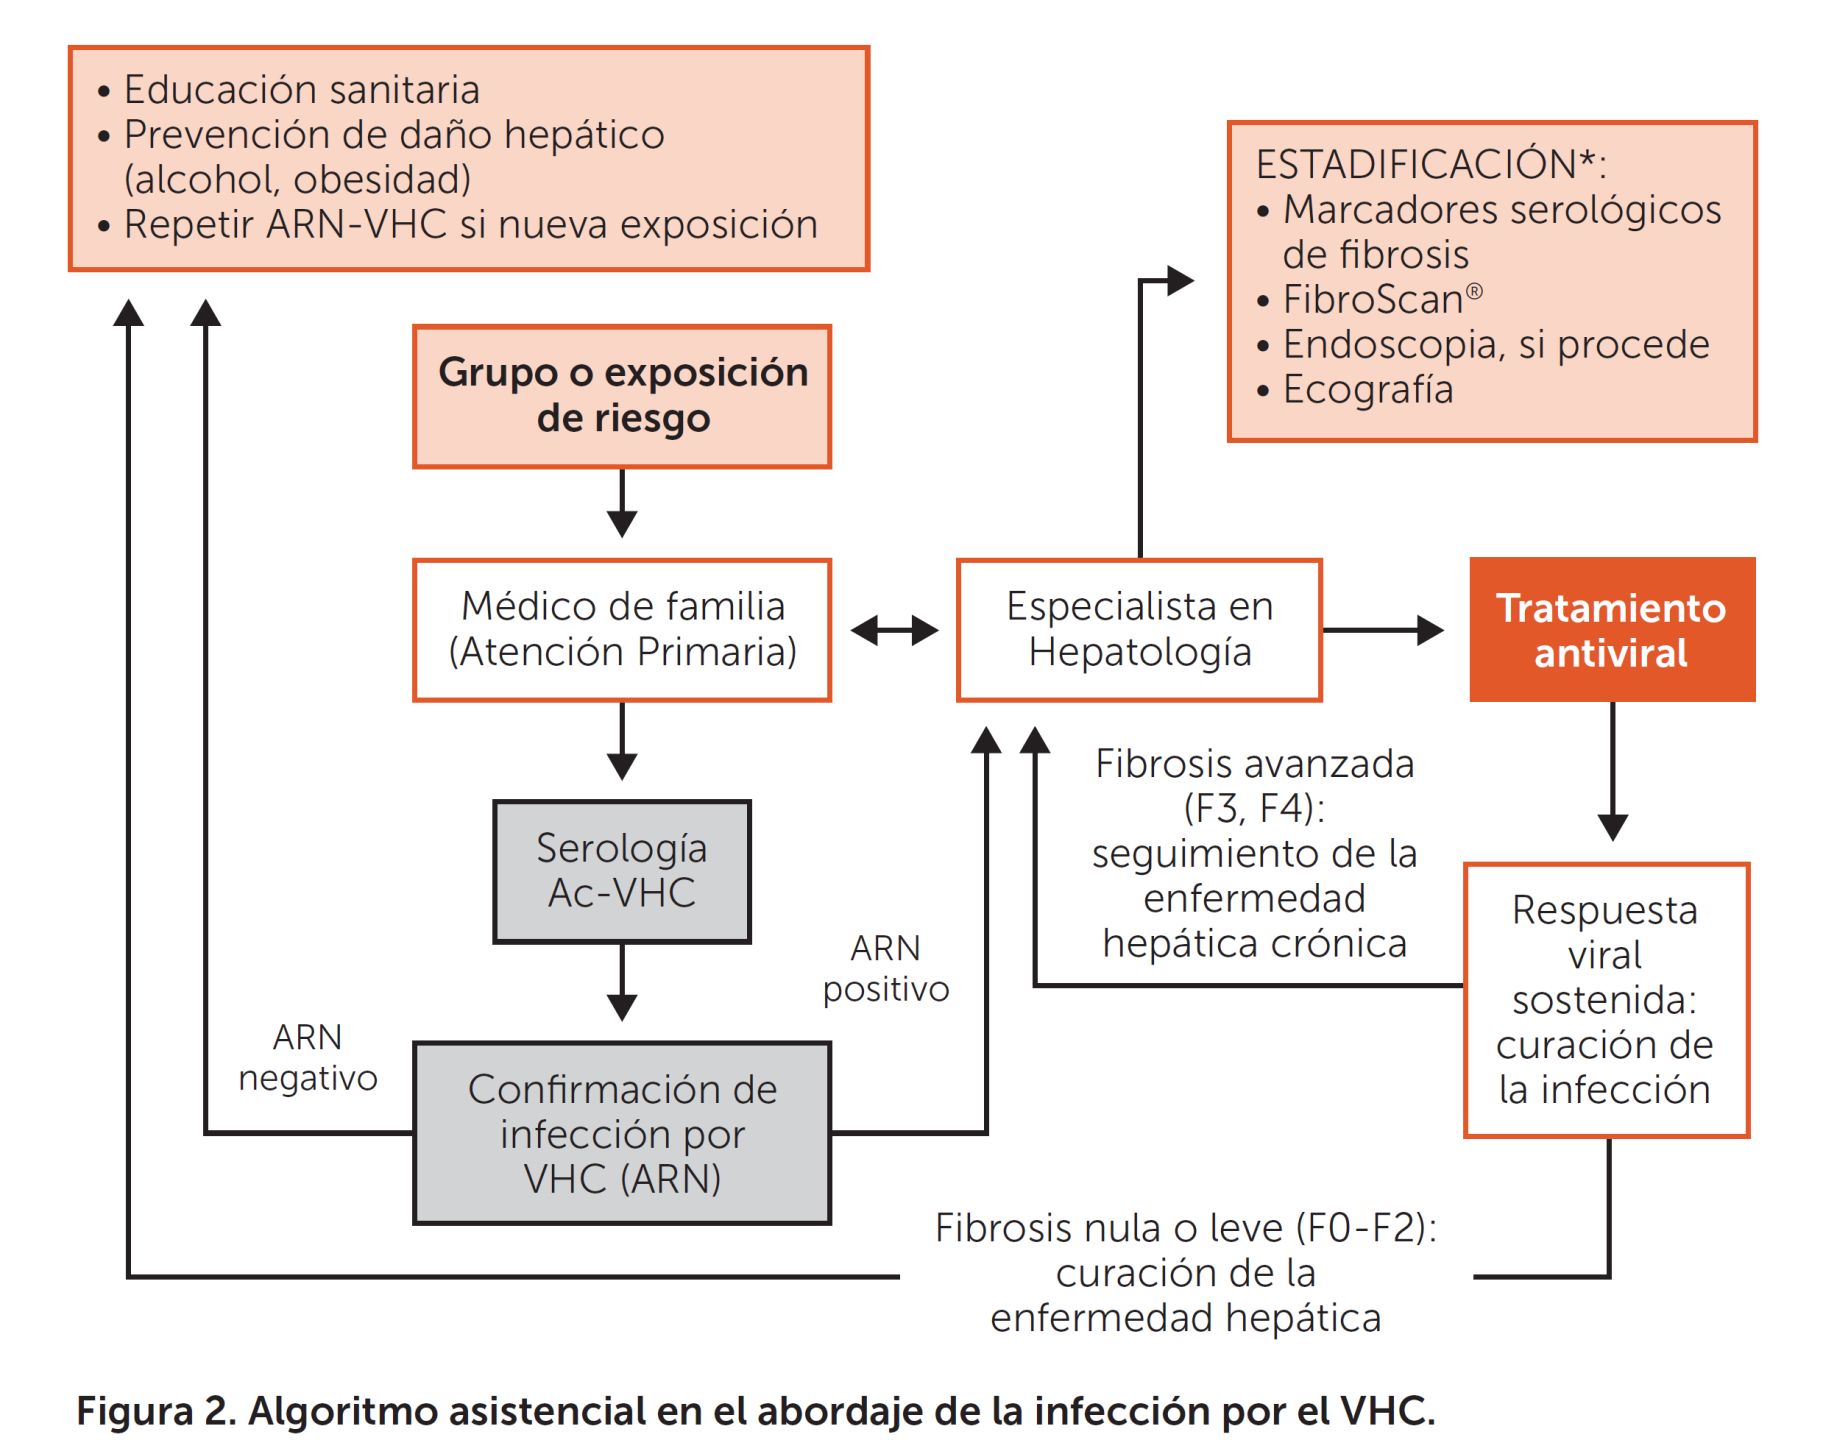 • Educación sanitaria
• Prevención de daño hepático
(alcohol, obesidad)
• Repetir ARN-VHC si nueva exposición
ESTADIFICACIÓN*:
• Marcadores serológicos
de fibrosis
• FibroScan®
• Endoscopia, si procede
• Ecografía
Grupo o exposición
de riesgo
Médico de familia
(Atención Primaria)
Especialista en
Hepatología
Tratamiento
antiviral
Fibrosis avanzada
(F3, F4):
seguimiento de la
enfermedad
hepática crónica
Serología
Ac-VHC
Respuesta
viral
sostenida:
curación de
la infección
ARN
positivo
ARN
negativo
Confirmación de
infección por
VHC (ARN)
Fibrosis nula o leve (F0-F2):
curación de la
enfermedad hepática
Figura 2. Algoritmo asistencial en el abordaje de la infección por el VHC.